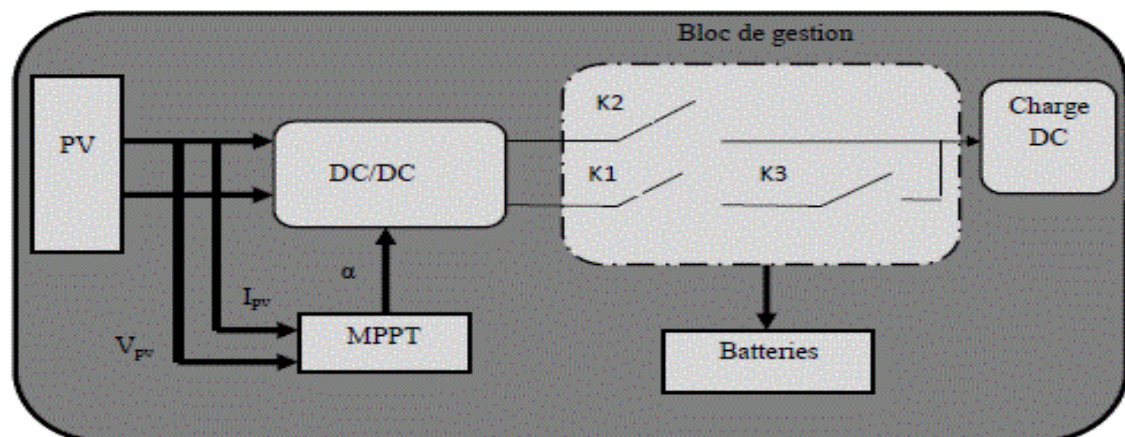 Bloc de gestion
K2
Charge
DC
PV
DC/DC
K1
K3
α
Ipv
Vpv
MPPT
Batteries